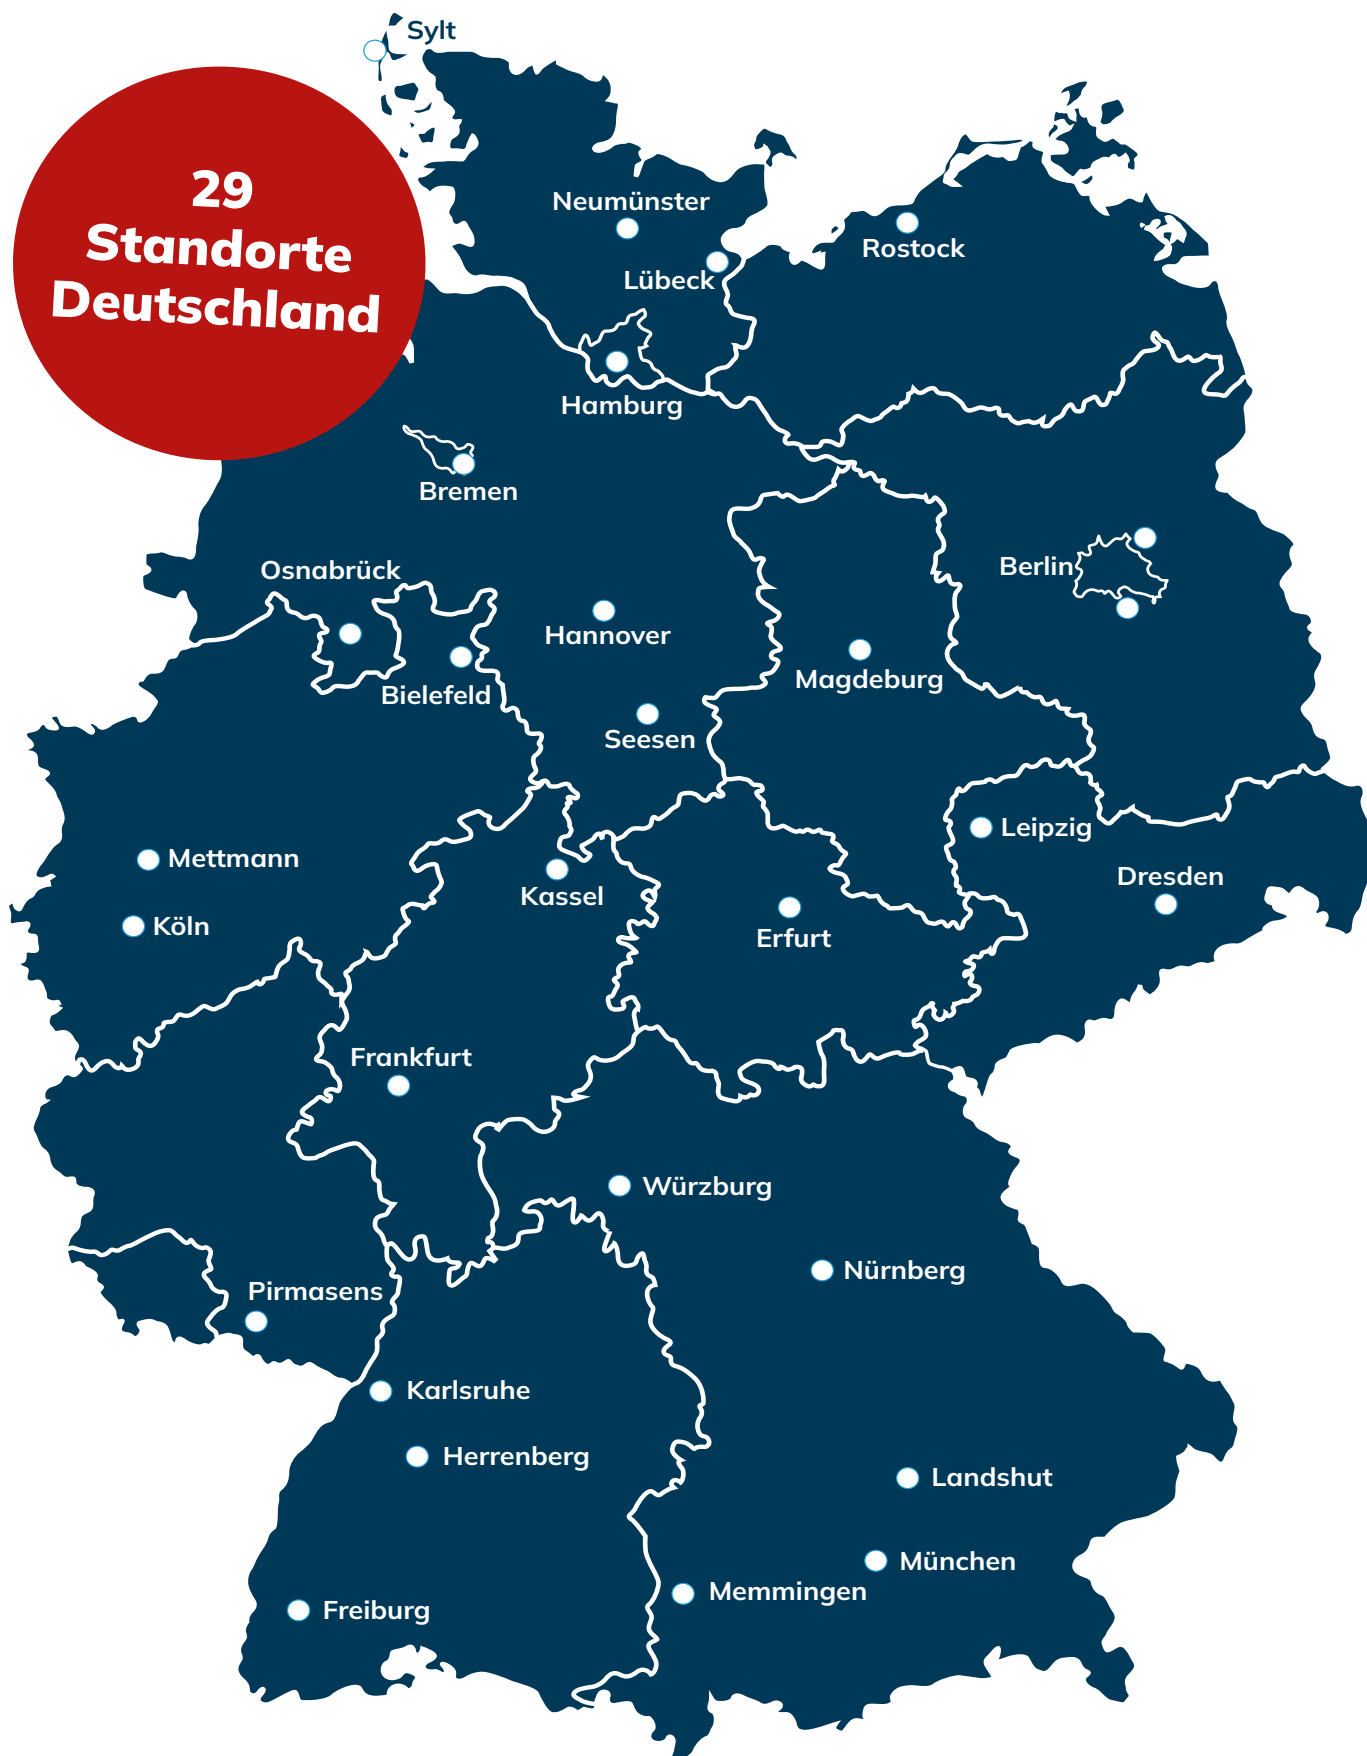 Sylt
29
Standorte
Deutschland
Neumünster
Rostock
Lübeck
Hamburg
Bremen
Berlin
Osnabrück
Hannover
Magdeburg
Bielefeld
Seesen
Leipzig
Mettmann
Dresden
Kassel
Köln
Erfurt
Frankfurt
Würzburg
Nürnberg
Pirmasens
Karlsruhe
Herrenberg
Landshut
München
Memmingen
Freiburg